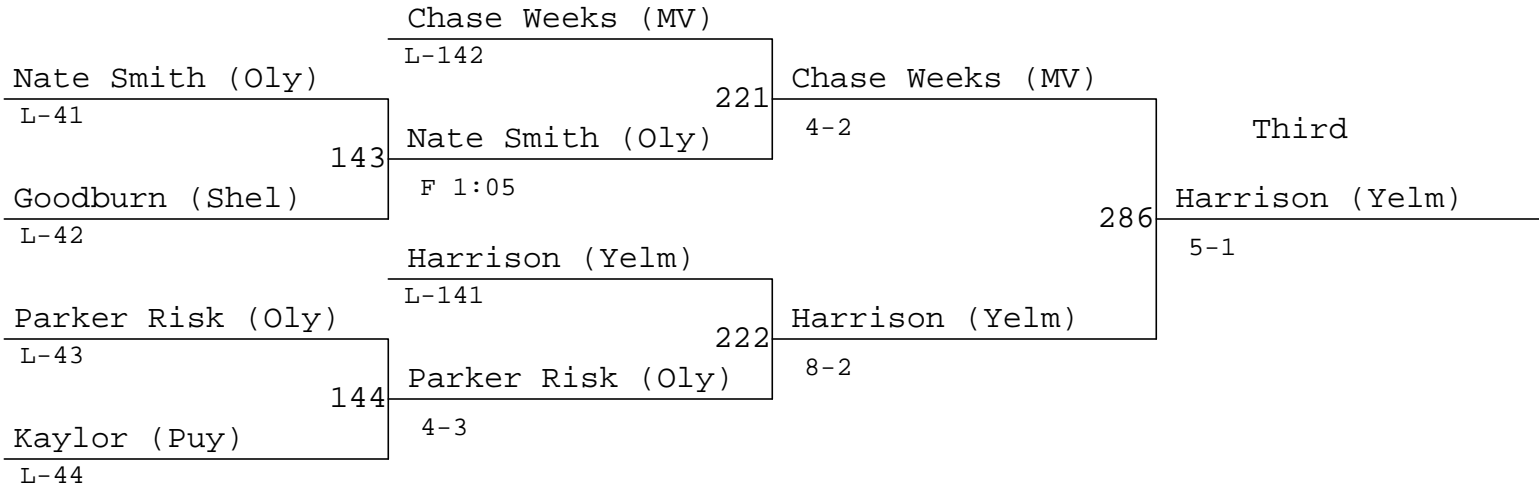 Chase Weeks (MV)
L-142
Nate Smith (Oly)
L-41
221
Chase Weeks (MV)
4-2
Third
143
Nate Smith (Oly)
F 1:05
Goodburn (Shel)
L-42
286
Harrison (Yelm)
5-1
Harrison (Yelm)
L-141
Parker Risk (Oly)
L-43
222
Harrison (Yelm)
8-2
144
Parker Risk (Oly)
4-3
Kaylor (Puy)
L-44